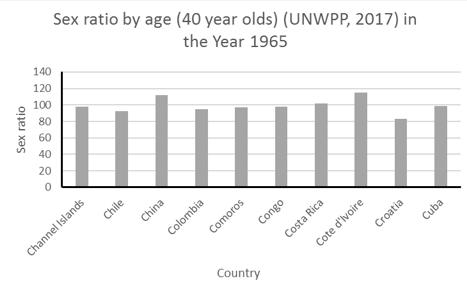 Sex ratio by age (40 year olds) (UNWPP, 2017) in
the Year 1965
140
120
100
80
60
40
20
0
Sex ratio
Channel Islands
Chile
China
Colombia
Comoros
Congo
Costa Rica
Cote d'Ivoire
Croatia
Cuba
Country